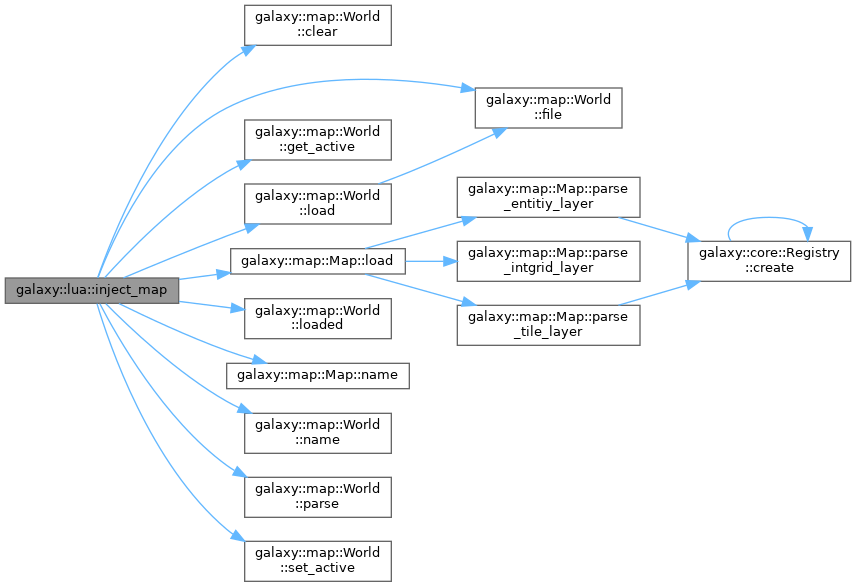 galaxy::map::World
::clear
galaxy::map::World
::file
galaxy::map::World
::get_active
galaxy::map::World
::load
galaxy::map::Map::parse
_entitiy_layer
galaxy::map::Map::load
galaxy::map::Map::parse
_intgrid_layer
galaxy::core::Registry
::create
galaxy::lua::inject_map
galaxy::map::World
::loaded
galaxy::map::Map::parse
_tile_layer
galaxy::map::Map::name
galaxy::map::World
::name
galaxy::map::World
::parse
galaxy::map::World
::set_active